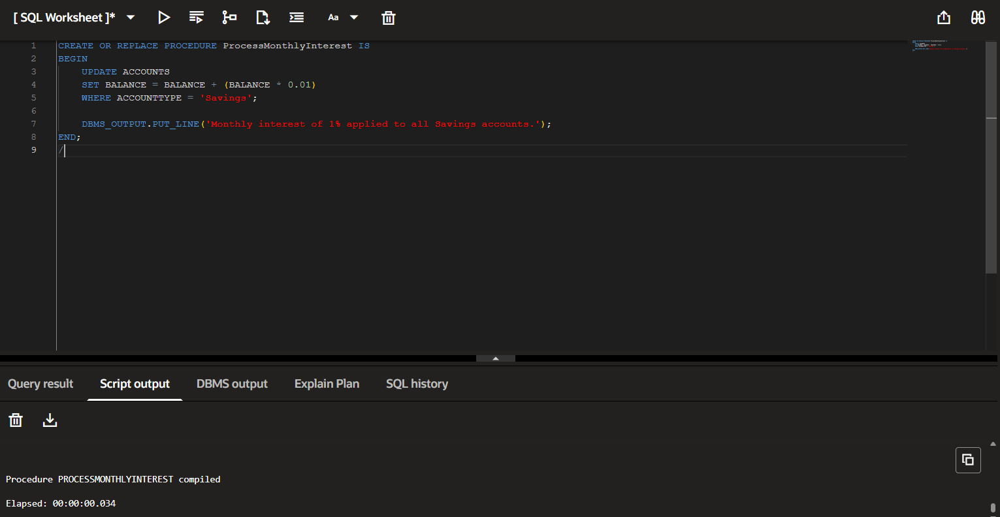 [ SQL Worksheet ]*
Aa
1 CREATE OR REPLACE PROCEDURE ProcessMonthlyInterest IS
2 BEGIN
3     UPDATE ACCOUNTS
4     SET BALANCE = BALANCE + (BALANCE * 0.01)
5     WHERE ACCOUNTTYPE = 'Savings';
6
7     DBMS_OUTPUT.PUT_LINE('Monthly interest of 1% applied to all Savings accounts.');
8 END;
9 /
Query result Script output DBMS output Explain Plan SQL history
Procedure PROCESSMONTHLYINTEREST compiled
Elapsed: 00:00:00.034